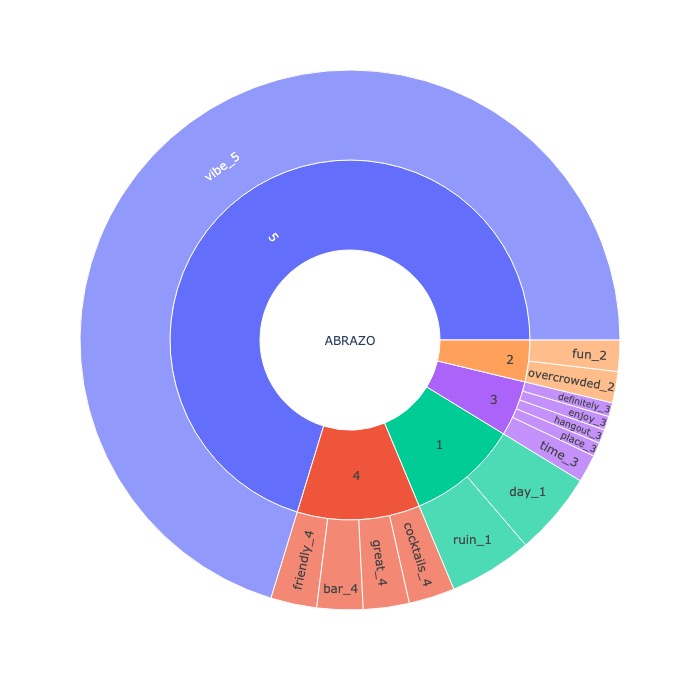 vibe_5
5
ABRAZO
2
fun_2
overcrowded_2
3
definitely_3
enjoy_3
hangout_3
place_3
time_3
1
day_1
ruin_1
4
cocktails_4
great_4
bar_4
friendly_4